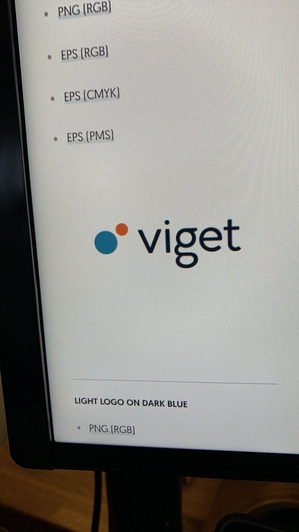 PNG (RGB)
EPS (RGB)
EPS (CMYK)
EPS (PMS)
viget
LIGHT LOGO ON DARK BLUE
PNG (RGB)